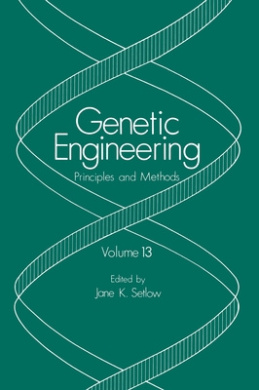 Genetic
Engineering
Principles and Methods
Volume 13
Edited by
Jane K. Setlow